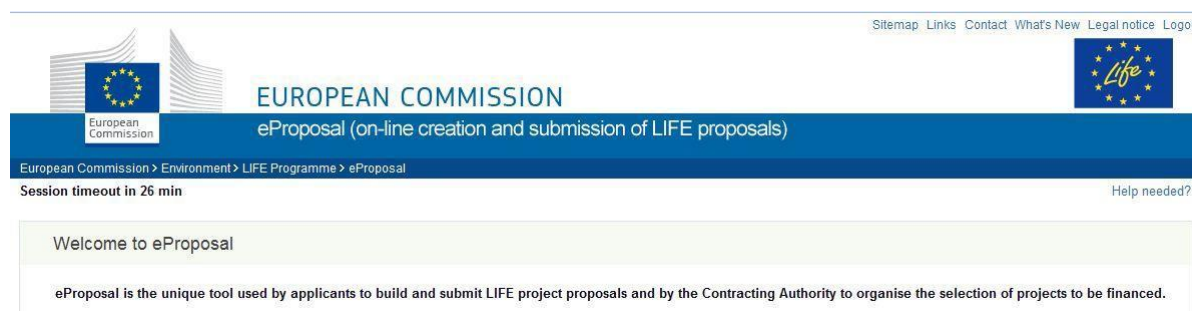 Sitemap Links Contact What's New Legal notice Logo
Life
EUROPEAN COMMISSION
European
Commission
eProposal (on-line creation and submission of LIFE proposals)
European Commission > Environment > LIFE Programme > eProposal
Session timeout in 26 min
Help needed?
Welcome to eProposal
eProposal is the unique tool used by applicants to build and submit LIFE project proposals and by the Contracting Authority to organise the selection of projects to be financed.